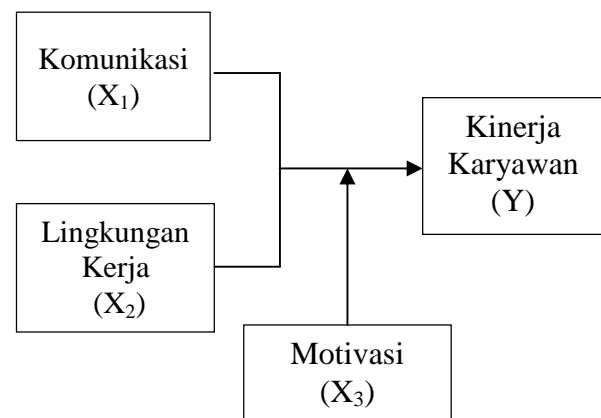 Komunikasi
(X₁)
Kinerja
Karyawan
(Y)
Lingkungan
Kerja
(X₂)
Motivasi
(X₃)